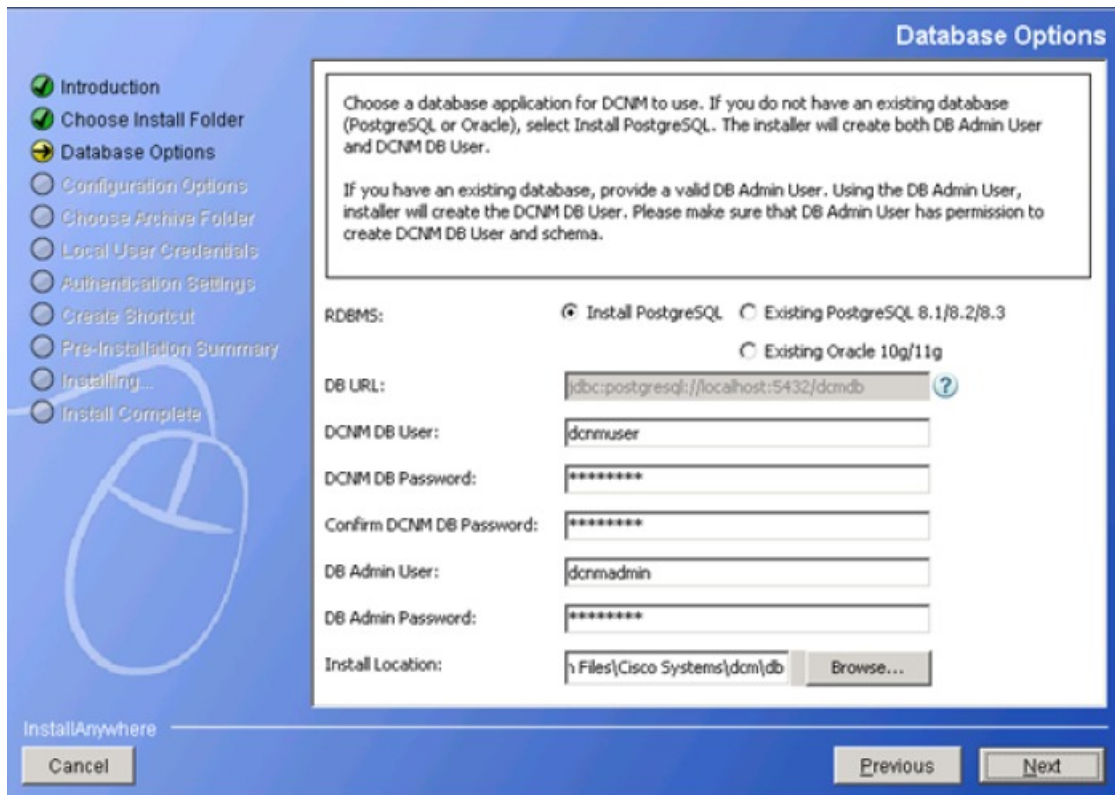 Database Options
Introduction
Choose Install Folder
Database Options
Configuration Options
Choose Archive Folder
Local User Credentials
Authentication Settings
Create Shortcut
Pre-Installation Summary
Installing...
Install Complete
Choose a database application for DCNM to use. If you do not have an existing database
(PostgreSQL or Oracle), select Install PostgreSQL. The installer will create both DB Admin User
and DCNM DB User.
If you have an existing database, provide a valid DB Admin User. Using the DB Admin User,
installer will create the DCNM DB User. Please make sure that DB Admin User has permission to
create DCNM DB User and schema.
RDBMS: Install PostgreSQL Existing PostgreSQL 8.1/8.2/8.3
Existing Oracle 10g/11g
DB URL: jdbc:postgresql://localhost:5432/dcmdb ?
DCNM DB User: dcnmuser
DCNM DB Password: ********
Confirm DCNM DB Password: ********
DB Admin User: dcnmadmin
DB Admin Password: ********
Install Location: n Files\Cisco Systems\dcm\db Browse...
InstallAnywhere
Cancel Previous Next